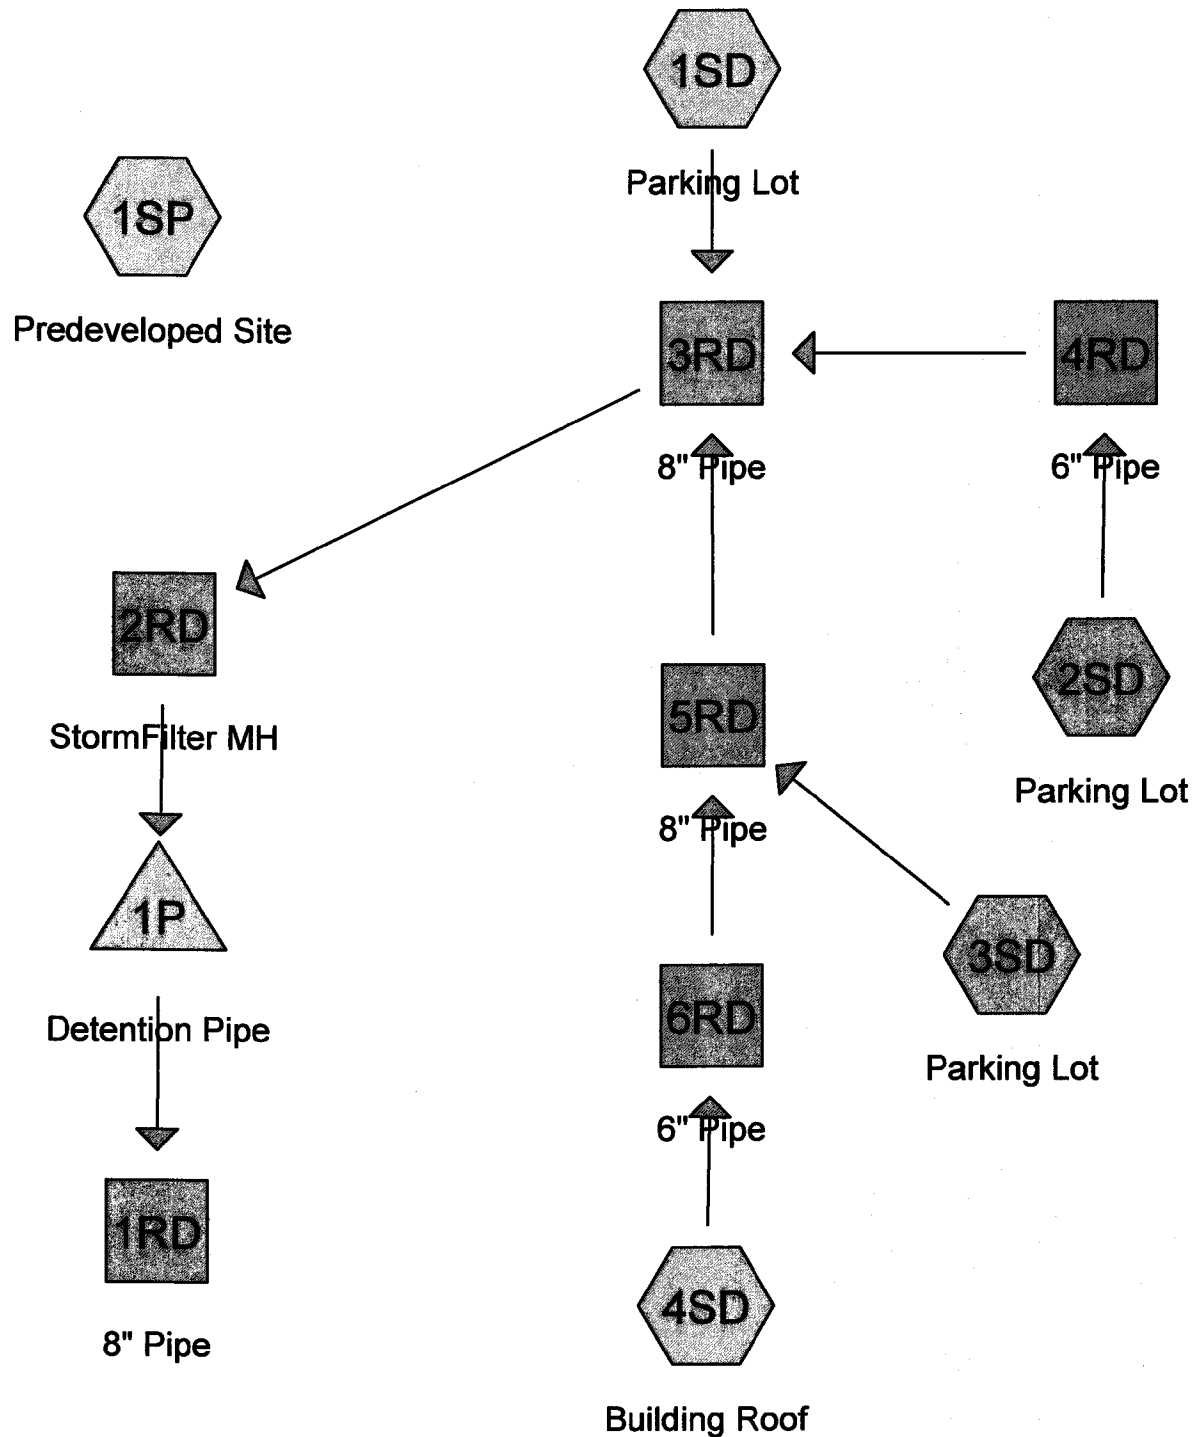 1SD
Parking Lot
1SP
Predeveloped Site
3RD
8" Pipe
4RD
6" Pipe
2RD
StormFilter MH
5RD
8" Pipe
2SD
Parking Lot
1P
Detention Pipe
3SD
Parking Lot
6RD
6" Pipe
1RD
8" Pipe
4SD
Building Roof